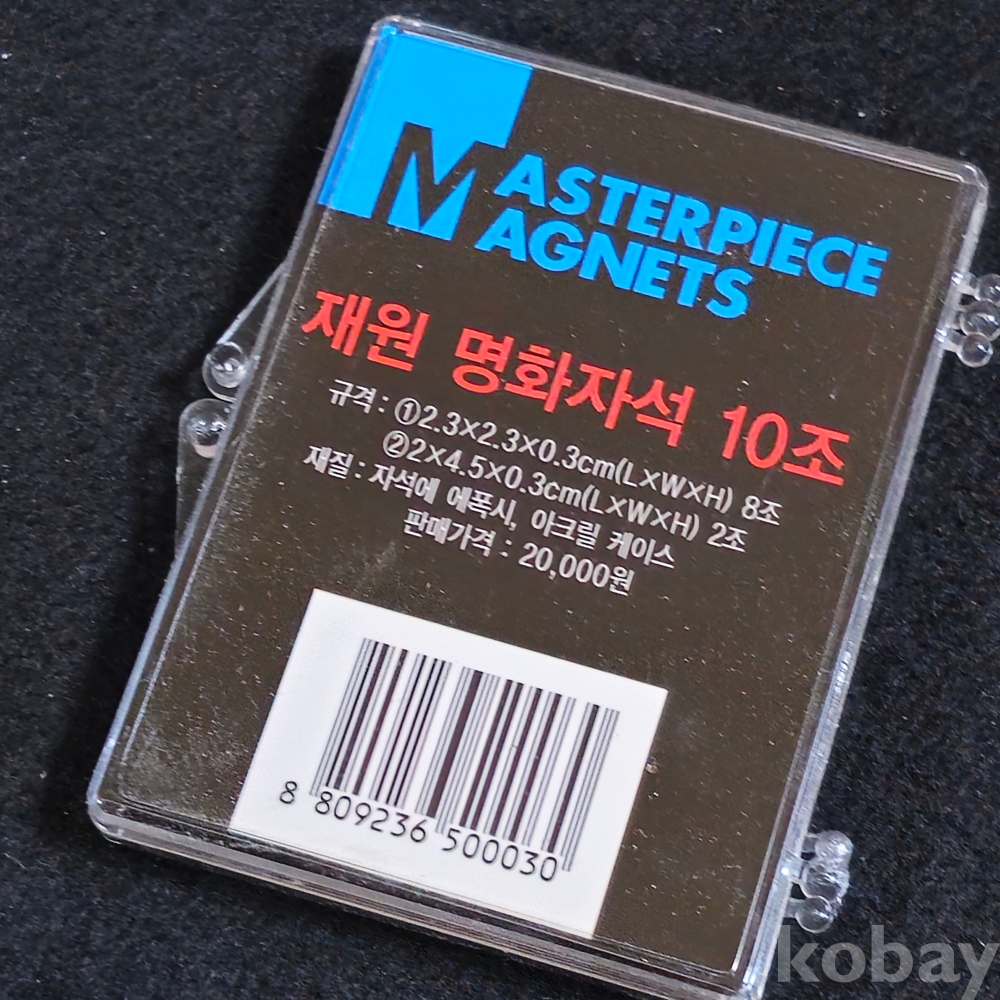 MASTERPIECE
MAGNETS
재원 명화자석 10조
규격 : ①2.3×2.3×0.3cm(L×W×H) 8조
②2×4.5×0.3cm(L×W×H) 2조
재질 : 자석에 에폭시, 아크릴 케이스
판매가격 : 20,000원
8 809236 500030
kobay